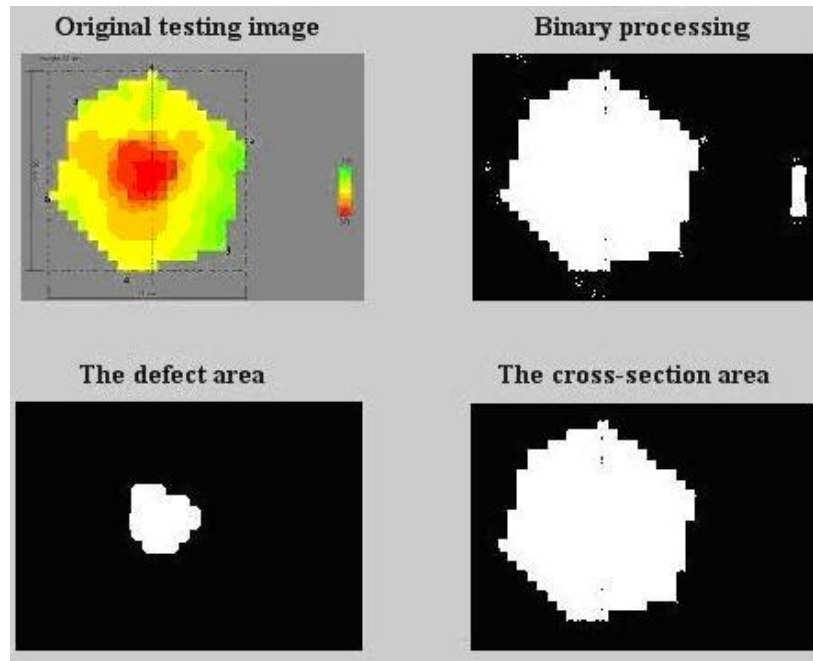 Original testing image
Binary processing
The defect area
The cross-section area